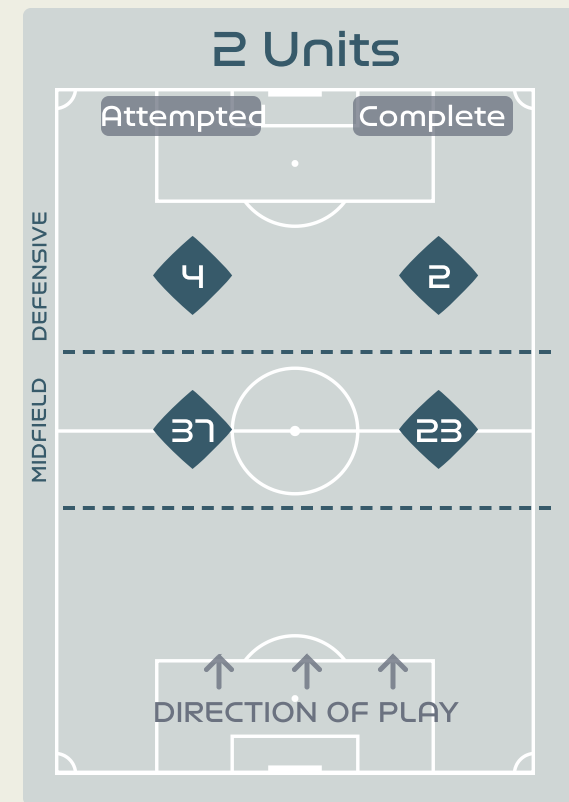 2 Units
Attempted Complete
DEFENSIVE
4 2
MIDFIELD
37 23
DIRECTION OF PLAY